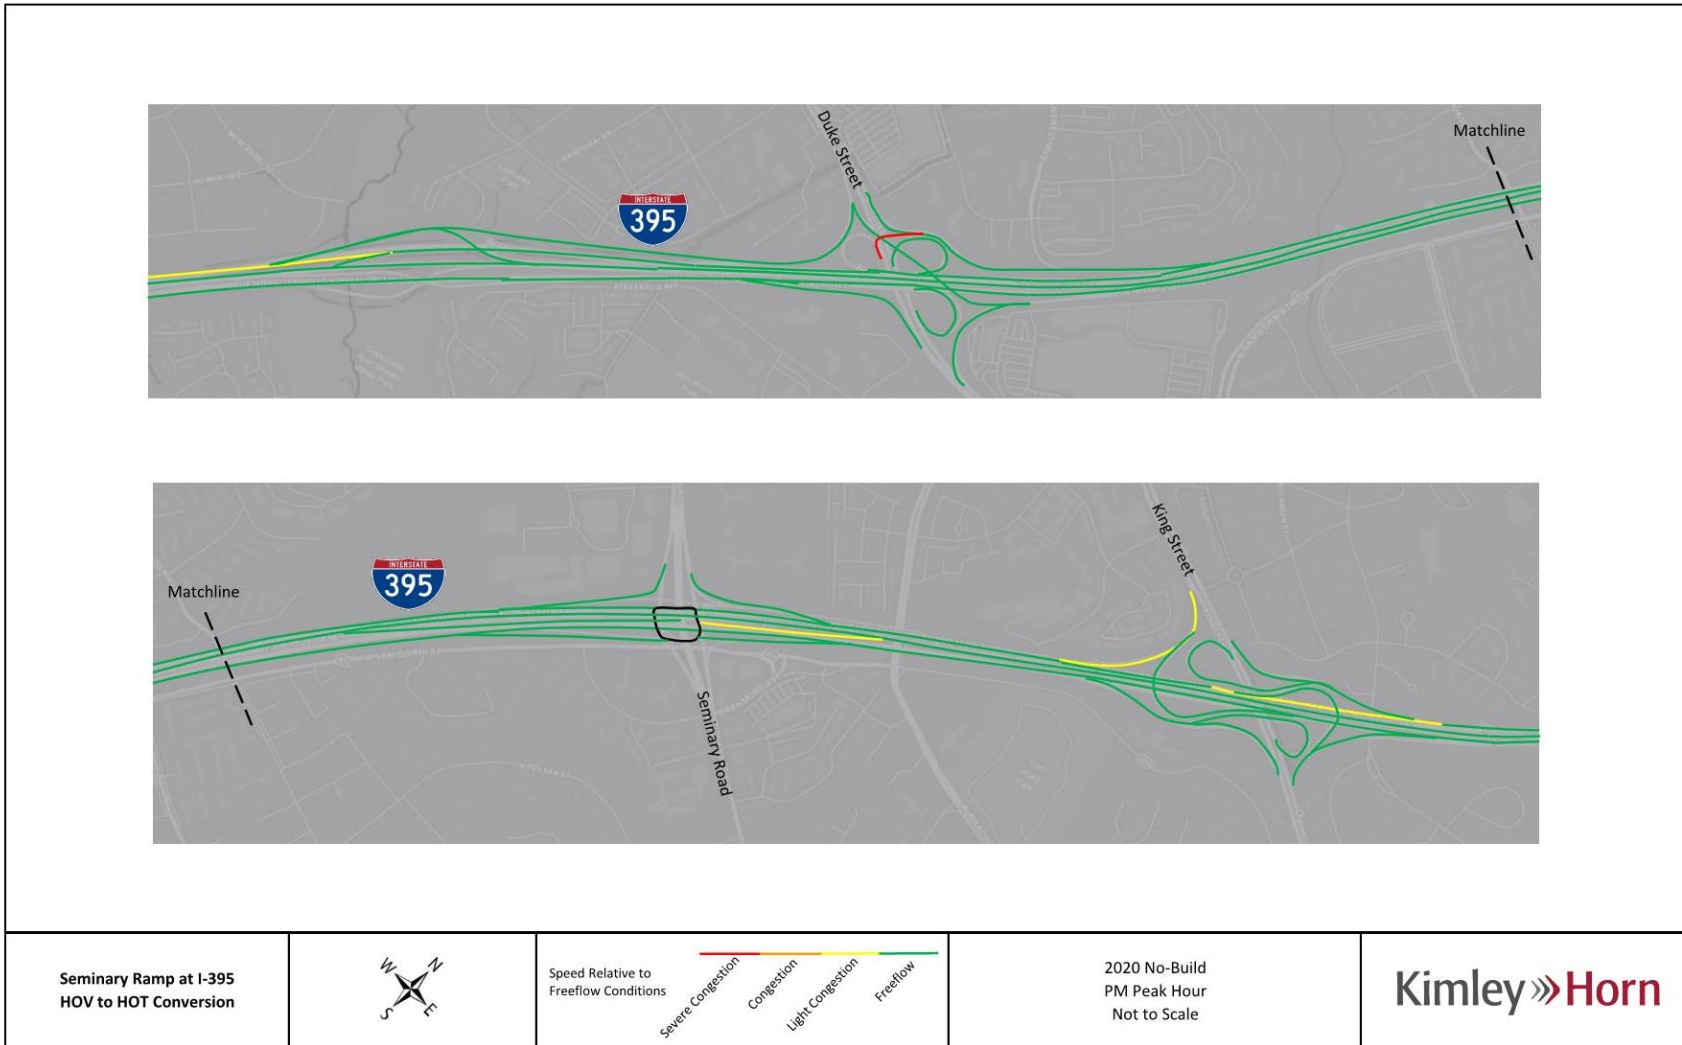 Duke Street
Matchline
INTERSTATE
395
King Street
INTERSTATE
395
Matchline
Seminary Road
Seminary Ramp at I-395
HOV to HOT Conversion
W
N
S
E
Speed Relative to
Freeflow Conditions
Severe Congestion
Congestion
Light Congestion
Freeflow
2020 No-Build
PM Peak Hour
Not to Scale
Kimley»Horn